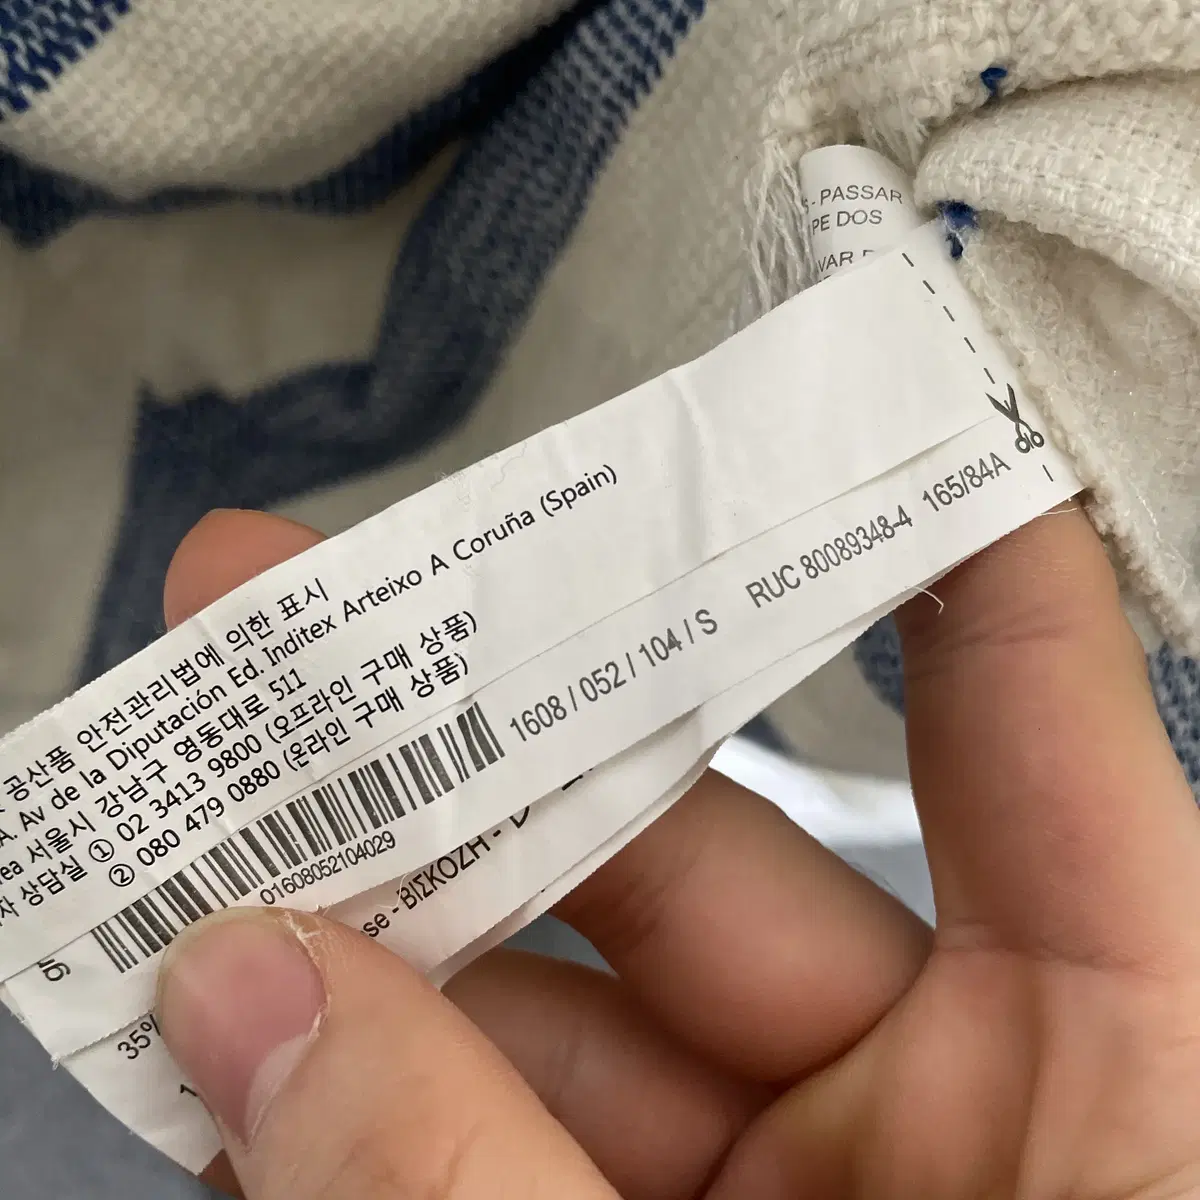 - PASSAR
PE DOS
VAR
공산품 안전관리법에 의한 표시
A. Av de la Diputación Ed. Inditex Arteixo A Coruña (Spain)
서울시 강남구 영동대로 511
상담실 ① 02 3413 9800 (오프라인 구매 상품)
② 080 479 0880 (온라인 구매 상품)
01608052104029
1608 / 052 / 104 / S RUC 80089348-4 165/84A
se - ΒΙΣΚΟΖΗ -
35%